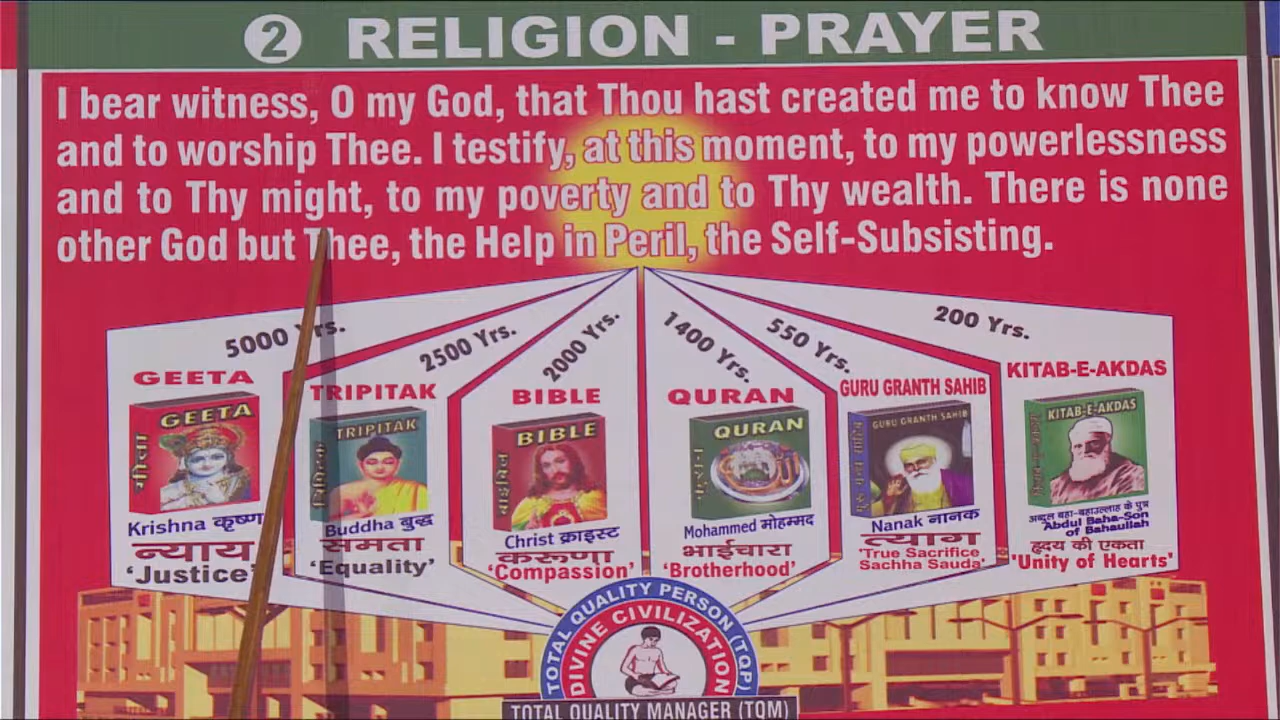 2 RELIGION - PRAYER
I bear witness, O my God, that Thou hast created me to know Thee
and to worship Thee. I testify, at this moment, to my powerlessness
and to Thy might, to my poverty and to Thy wealth. There is none
other God but Thee, the Help in Peril, the Self-Subsisting.
5000 Yrs.
2500 Yrs.
2000 Yrs.
1400 Yrs.
550 Yrs.
200 Yrs.
GEETA
GEETA
गीता
Krishna कृष्ण
न्याय
‘Justice’
TRIPITAK
TRIPITAK
Buddha बुद्ध
समता
‘Equality’
BIBLE
BIBLE
बाइबिल
Christ क्राइस्ट
करूणा
‘Compassion’
QURAN
QURAN
Mohammed मोहम्मद
भाईचारा
‘Brotherhood’
GURU GRANTH SAHIB
GURU GRANTH SAHIB
Nanak नानक
त्याग
'True Sacrifice
Sachha Sauda'
KITAB-E-AKDAS
KITAB-E-AKDAS
अब्दुल बहा-बहाउल्लाह के पुत्र
Abdul Baha-Son
of Bahaullah
हृदय की एकता
'Unity of Hearts'
TOTAL QUALITY PERSON (TQP)
DIVINE CIVILIZATION
TOTAL QUALITY MANAGER (TQM)